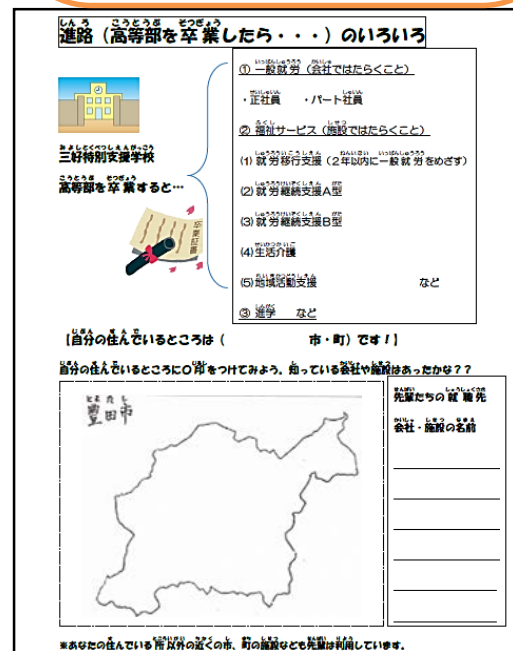 進路（高等部を卒業したら・・・）のいろいろ
① 一般就労（会社ではたらくこと）
・正社員　・パート社員
② 福祉サービス（施設ではたらくこと）
(1) 就労移行支援（２年以内に一般就労をめざす）
(2) 就労継続支援A型
(3) 就労継続支援B型
(4)生活介護
(5)地域活動支援　など
③ 進学　など
三好特別支援学校
高等部を卒業すると…
卒業証書
【自分の住んでいるところは（　　　市・町）です！】
自分の住んでいるところに〇印をつけてみよう。知っている会社や施設はあったかな？？
豊田市
先輩たちの就職先
会社・施設の名前
※あなたの住んでいる所以外の近くの市、町の施設なども先輩は利用しています。